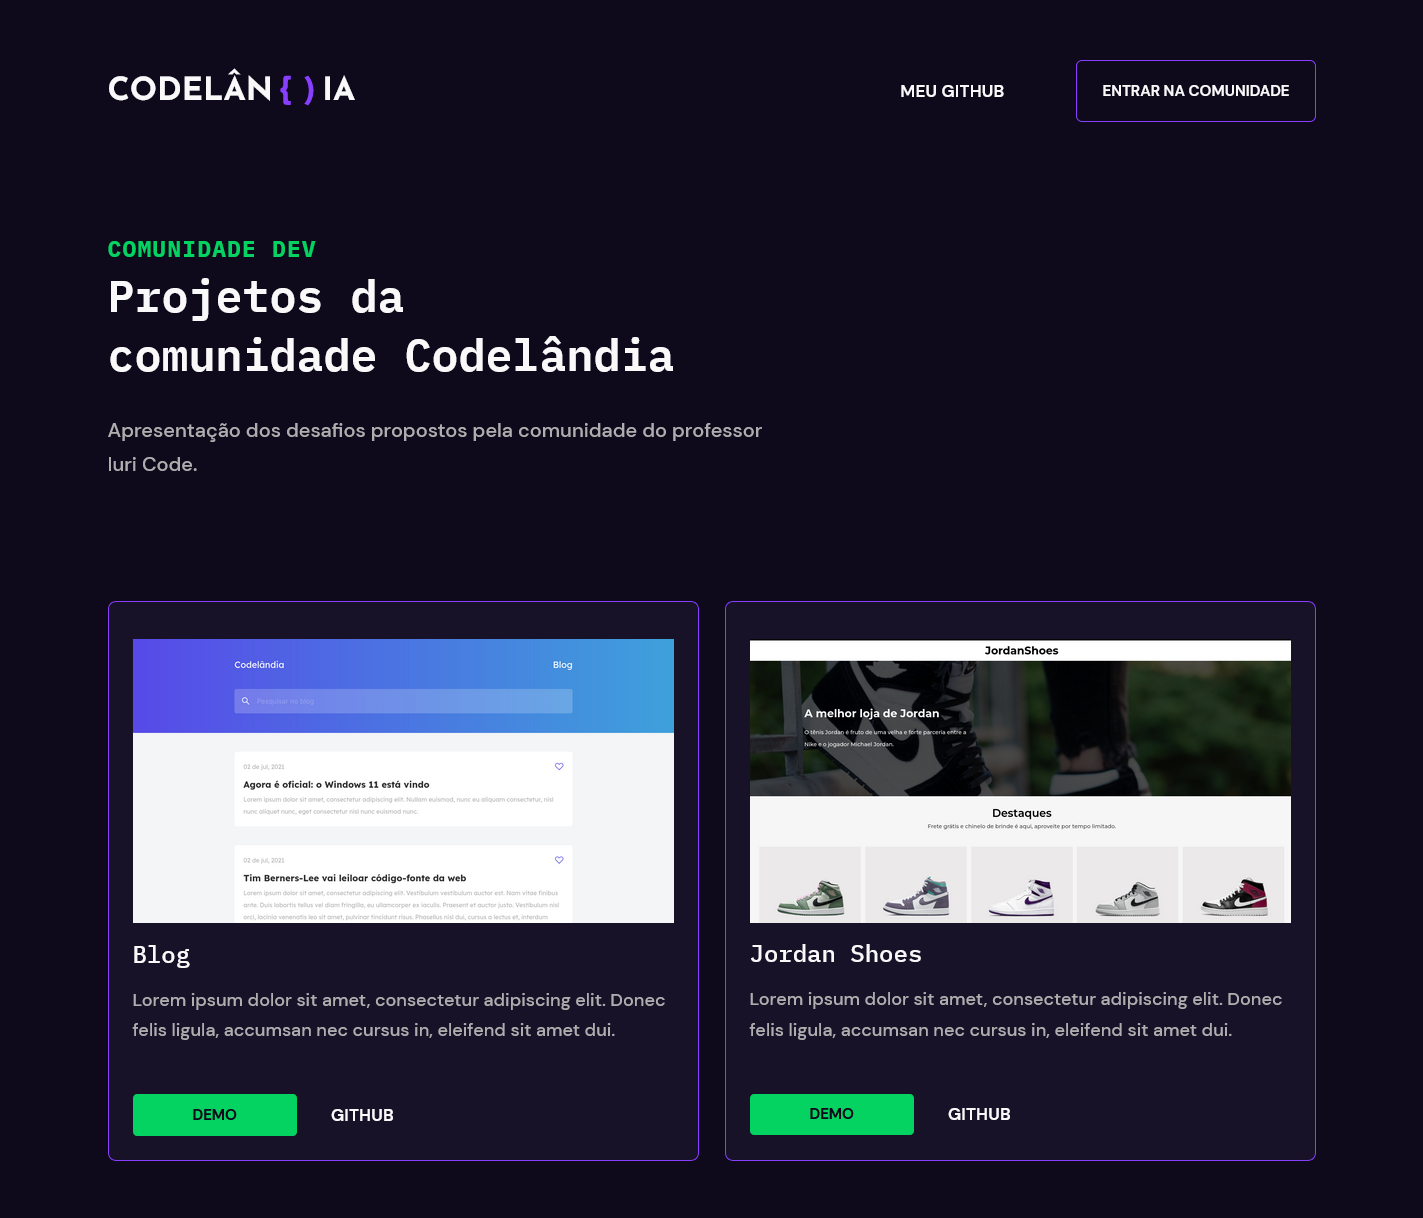 CODELÂN{ )IA
MEU GITHUB
ENTRAR NA COMUNIDADE
COMUNIDADE DEV
Projetos da
comunidade Codelândia
Apresentação dos desafios propostos pela comunidade do professor
Iuri Code.
Codelândia
Blog
Pesquisar no blog
02 de jul, 2021
Agora é oficial: o Windows 11 está vindo
Lorem ipsum dolor sit amet, consectetur adipiscing elit. Nullam euismod, nunc eu aliquam consectetur, nisl
nunc aliquet nunc, eget consectetur nisl nunc euismod nunc.
02 de jul, 2021
Tim Berners-Lee vai leiloar código-fonte da web
Lorem ipsum dolor sit amet, consectetur adipiscing elit. Vestibulum vestibulum auctor est. Nam vitae finibus
ante. Duis lobortis tellus vel diam fringilla, eu ullamcorper ex iaculis. Praesent et auctor justo. Vestibulum nisl
orci, lacinia venenatis leo sit amet, pulvinar tincidunt risus. Phasellus nisl dui, cursus a lectus et, interdum
Blog
Lorem ipsum dolor sit amet, consectetur adipiscing elit. Donec
felis ligula, accumsan nec cursus in, eleifend sit amet dui.
DEMO
GITHUB
JordanShoes
A melhor loja de Jordan
O tênis Jordan é fruto de uma velha e forte parceria entre a
Nike e o jogador Michael Jordan.
Destaques
Frete grátis e chinelo de brinde é aqui, aproveite por tempo limitado.
Jordan Shoes
Lorem ipsum dolor sit amet, consectetur adipiscing elit. Donec
felis ligula, accumsan nec cursus in, eleifend sit amet dui.
DEMO
GITHUB